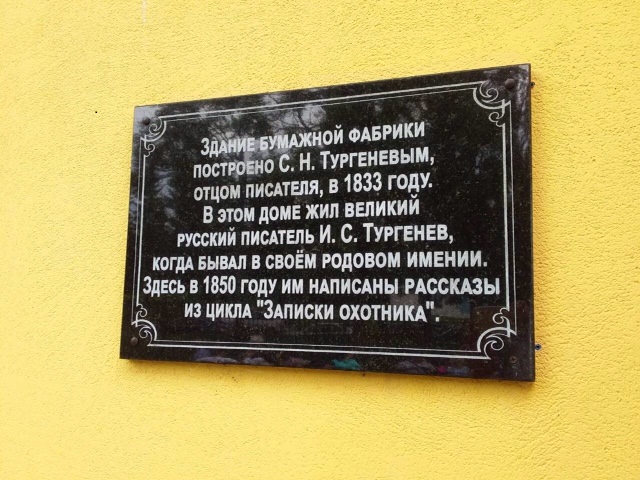 Здание бумажной фабрики
построено С. Н. Тургеневым,
отцом писателя, в 1833 году.
В этом доме жил великий
русский писатель И. С. Тургенев,
когда бывал в своём родовом имении.
Здесь в 1850 году им написаны рассказы
из цикла "Записки охотника".